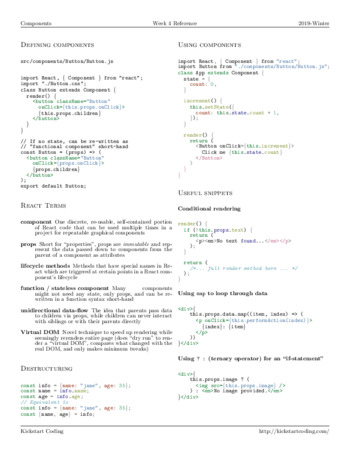 Components
Week 4 Reference
2019-Winter
Defining components
src/components/Button/Button.js
import React, { Component } from "react";
import "./Button.css";
class Button extends Component {
render() {
<button className="Button"
onClick={this.props.onClick}>
{this.props.children}
</button>
}
}
// If no state, can be re-written as
// "functional component" short-hand
const Button = (props) => (
<button className="Button"
onClick={props.onClick}>
{props.children}
</button>
);
export default Button;
React Terms
component One discrete, re-usable, self-contained portion
of React code that can be used multiple times in a
project for repeatable graphical components
props Short for "properties", props are immutable and rep-
resent the data passed down to components from the
parent of a component as attributes
lifecycle methods Methods that have special names in Re-
act which are triggered at certain points in a React com-
ponent's lifecycle
function / stateless component Many components
might not need any state, only props, and can be re-
written in a function syntax short-hand
unidirectional data-flow The idea that parents pass data
to children via props, while children can never interact
with siblings or with their parents directly
Virtual DOM Novel technique to speed up rendering while
seemingly rerenders entire page (does "dry run" to ren-
der a "virtual DOM", compares what changed with the
real DOM, and only makes minimum tweaks)
Destructuring
const info = {name: "jane", age: 33};
const name = info.name;
const age = info.age;
// Equivalent to
const info = {name: "jane", age: 33};
const {name, age} = info;
Using components
import React, { Component } from "react";
import Button from "./components/Button/Button.js";
class App extends Component {
state = {
count: 0,
}
increment() {
this.setState({
count: this.state.count + 1,
});
}
render() {
return (
<Button onClick={this.increment}>
Click me {this.state.count}
</Button>
)
}
}
Useful snippets
Conditional rendering
render() {
if (!this.props.text) {
return (
<p><em>No text found...</em></p>
);
}
return (
/* .. full render method here ... */
);
}
Using map to loop through data
<div>{
this.props.data.map((item, index) => (
<p onClick={this.performAction(index)}>
{index}: {item}
</p>
))
}</div>
Using ? : (ternary operator) for an "if-statement"
<div>{
this.props.image ? (
<img src={this.props.image} />
) : <em>No image provided.</em>
}</div>
Kickstart Coding
http://kickstartcoding.com/